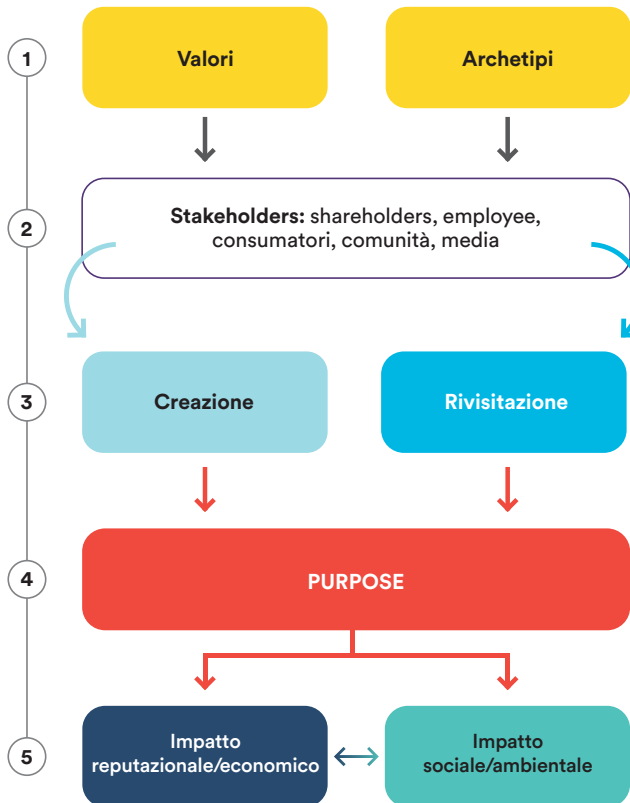 1
Valori
Archetipi
2
Stakeholders: shareholders, employee,
consumatori, comunità, media
3
Creazione
Rivisitazione
4
PURPOSE
5
Impatto
reputazionale/economico
Impatto
sociale/ambientale